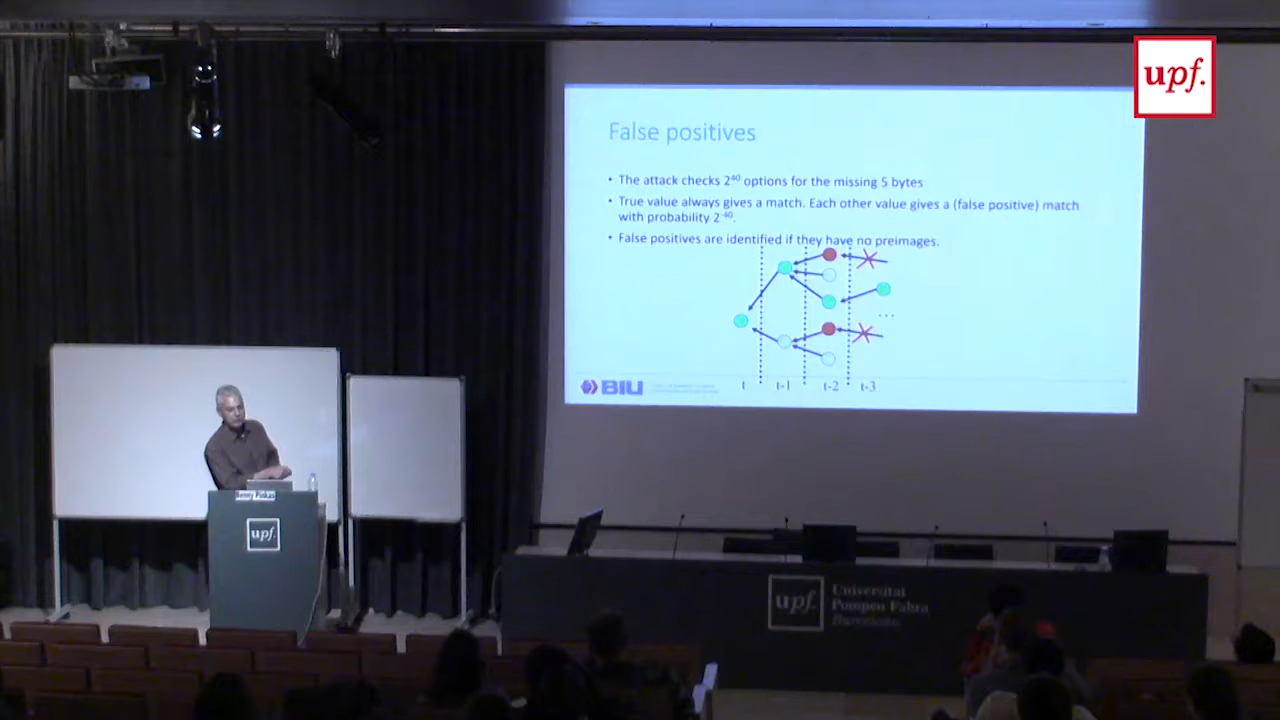 upf.
False positives
• The attack checks 2⁴⁰ options for the missing 5 bytes
• True value always gives a match. Each other value gives a (false positive) match
with probability 2⁻⁴⁰.
• False positives are identified if they have no preimages.
...
t t-1 t-2 t-3
BIU
Benny Pinkas
upf.
upf.
Universitat
Pompeu Fabra
Barcelona